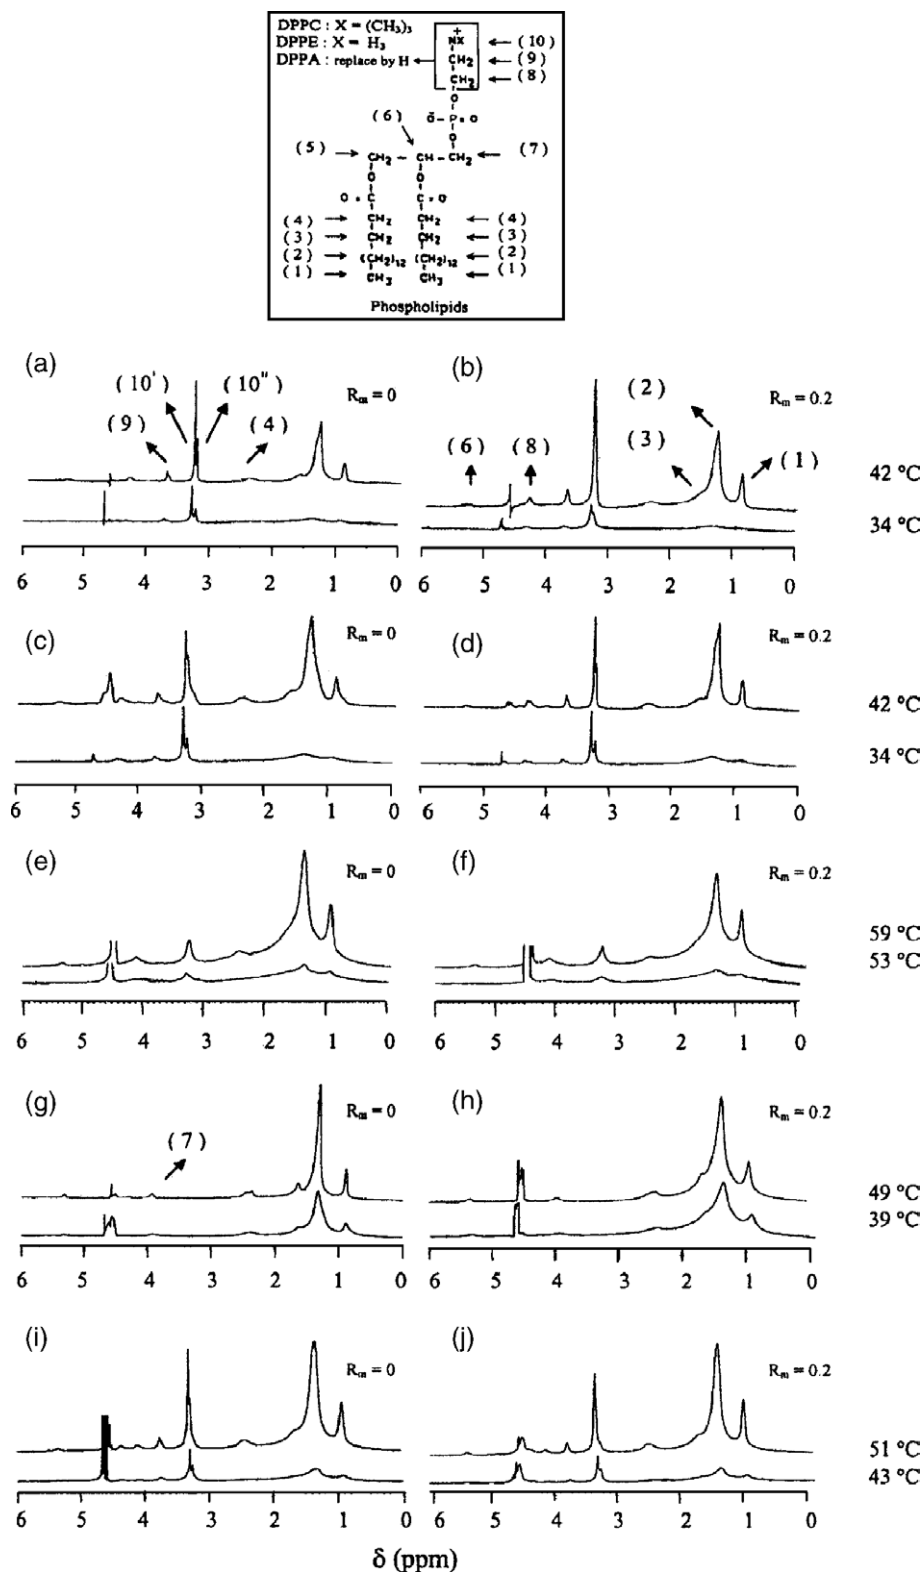 DPPC : X = (CH₃)₃
DPPE : X = H₃
DPPA : replace by H
+
NX
(10)
CH₂
(9)
CH₂
(8)
O
Ō - P = O
O
(6)
(5)
CH₂ - CH - CH₂
(7)
O O
O = C C = O
(4) CH₂ CH₂ (4)
(3) CH₂ CH₂ (3)
(2) (CH₂)₁₂ (CH₂)₁₂ (2)
(1) CH₃ CH₃ (1)
Phospholipids
(a)
(10') (10")
(9) (4)
Rm = 0
42 °C
34 °C
6 5 4 3 2 1 0
(b)
(2)
(3)
(6) (8)
(1)
Rm = 0.2
6 5 4 3 2 1 0
(c)
Rm = 0
42 °C
34 °C
6 5 4 3 2 1 0
(d)
Rm = 0.2
6 5 4 3 2 1 0
(e)
Rm = 0
59 °C
53 °C
6 5 4 3 2 1 0
(f)
Rm = 0.2
6 5 4 3 2 1 0
(g)
Rm = 0
(7)
49 °C
39 °C
6 5 4 3 2 1 0
(h)
Rm = 0.2
6 5 4 3 2 1 0
(i)
Rm = 0
51 °C
43 °C
6 5 4 3 2 1 0
(j)
Rm = 0.2
6 5 4 3 2 1 0
δ (ppm)